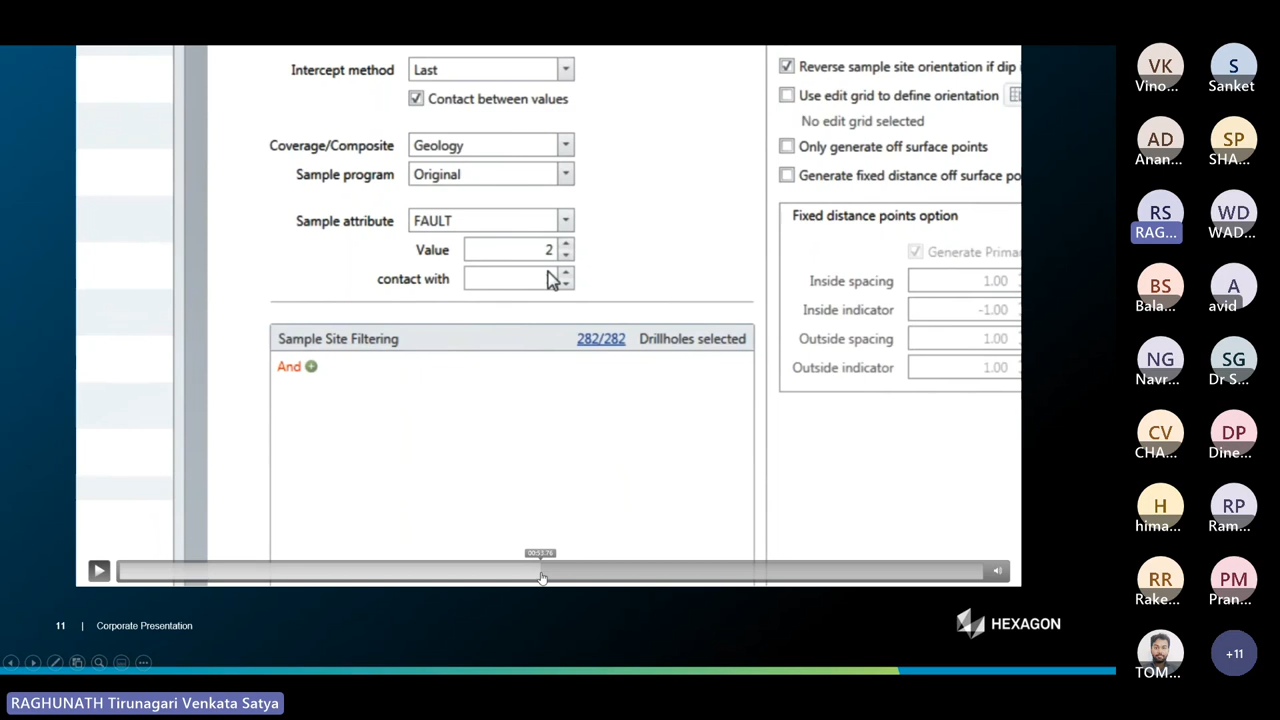 Intercept method Last
Contact between values
Coverage/Composite Geology
Sample program Original
Sample attribute FAULT
Value 2
contact with
Sample Site Filtering 282/282 Drillholes selected
And
Reverse sample site orientation if dip i
Use edit grid to define orientation
No edit grid selected
Only generate off surface points
Generate fixed distance off surface po
Fixed distance points option
Generate Prima
Inside spacing 1.00
Inside indicator -1.00
Outside spacing 1.00
Outside indicator 1.00
00:53.76
11 | Corporate Presentation
HEXAGON
RAGHUNATH Tirunagari Venkata Satya
VK
Vino...
S
Sanket
AD
Anan...
SP
SHA...
RS
RAG...
WD
WAD...
BS
Bala...
A
avid
NG
Navr...
SG
Dr S...
CV
CHA...
DP
Dine...
H
hima...
RP
Ram...
RR
Rake...
PM
Pran...
TOM...
+11